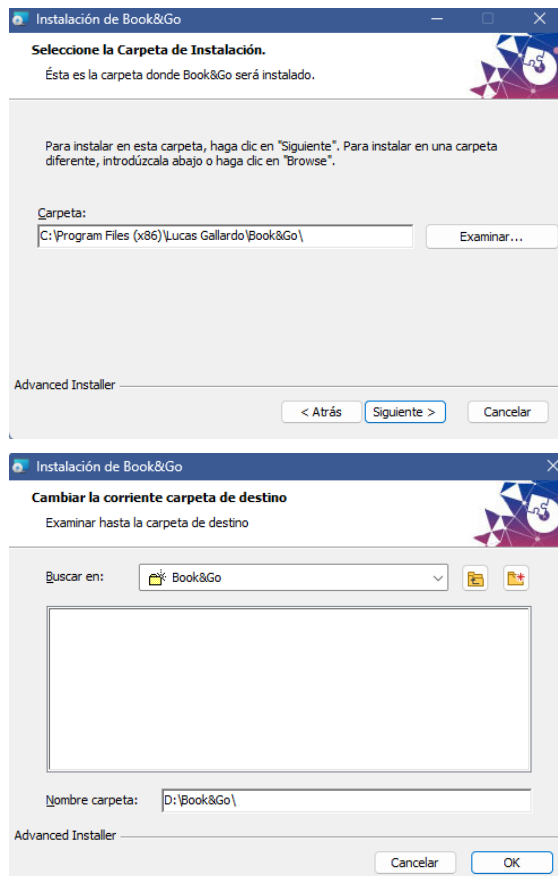 Instalación de Book&Go
Seleccione la Carpeta de Instalación.
Ésta es la carpeta donde Book&Go será instalado.
Para instalar en esta carpeta, haga clic en "Siguiente". Para instalar en una carpeta
diferente, introdúzcala abajo o haga clic en "Browse".
Carpeta:
C:\Program Files (x86)\Lucas Gallardo\Book&Go\
Examinar...
Advanced Installer
< Atrás
Siguiente >
Cancelar
Instalación de Book&Go
Cambiar la corriente carpeta de destino
Examinar hasta la carpeta de destino
Buscar en:
Book&Go
Nombre carpeta:
D:\Book&Go\
Advanced Installer
Cancelar
OK